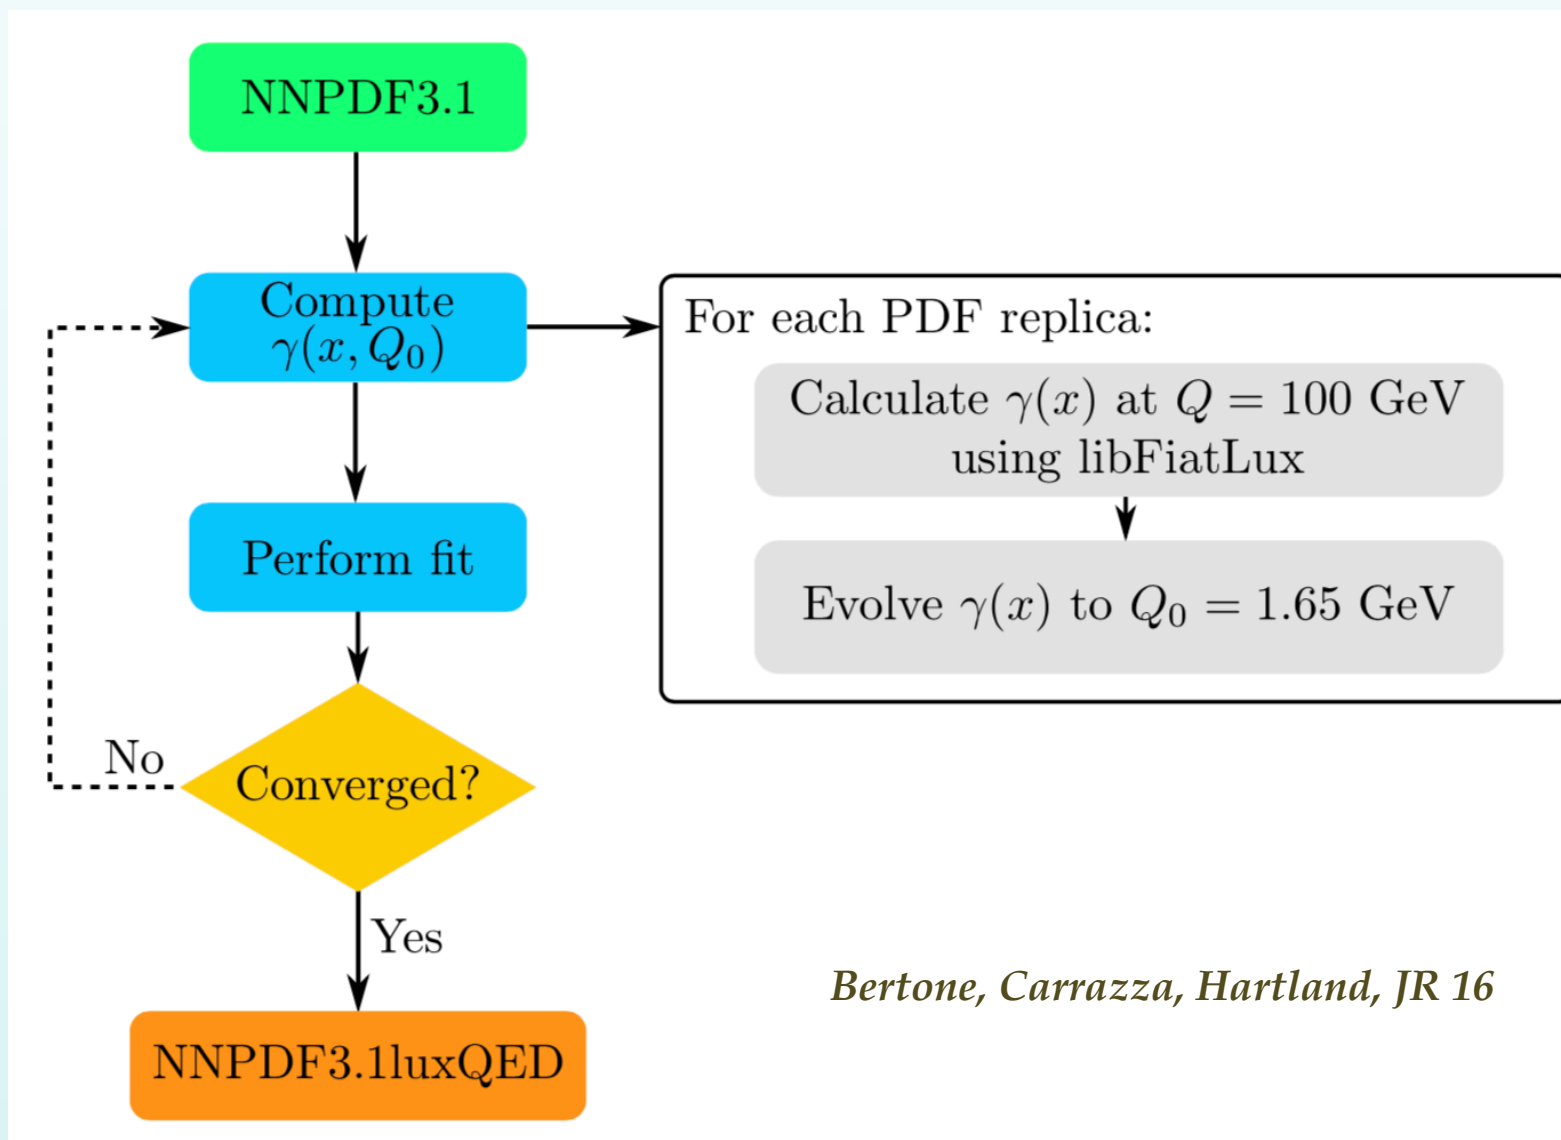 NNPDF3.1
Compute
γ(x, Q₀)
For each PDF replica:
Calculate γ(x) at Q = 100 GeV
using libFiatLux
Evolve γ(x) to Q₀ = 1.65 GeV
Perform fit
Converged?
No
Yes
NNPDF3.1luxQED
Bertone, Carrazza, Hartland, JR 16